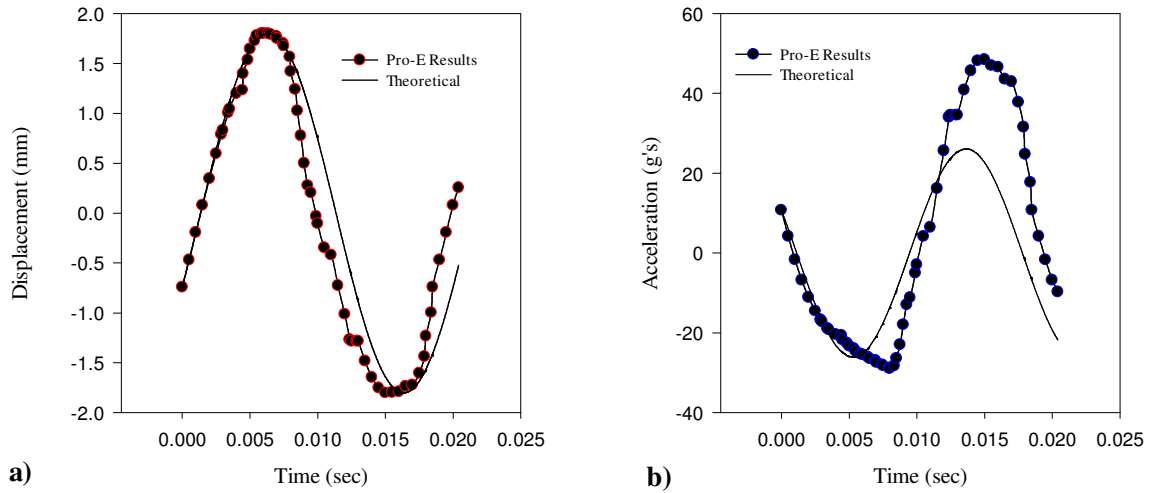 2.0
1.5
1.0
0.5
0.0
-0.5
-1.0
-1.5
-2.0
Displacement (mm)
Pro-E Results
Theoretical
0.000 0.005 0.010 0.015 0.020 0.025
Time (sec)
a)
60
40
20
0
-20
-40
Acceleration (g's)
Pro-E Results
Theoretical
0.000 0.005 0.010 0.015 0.020 0.025
Time (sec)
b)